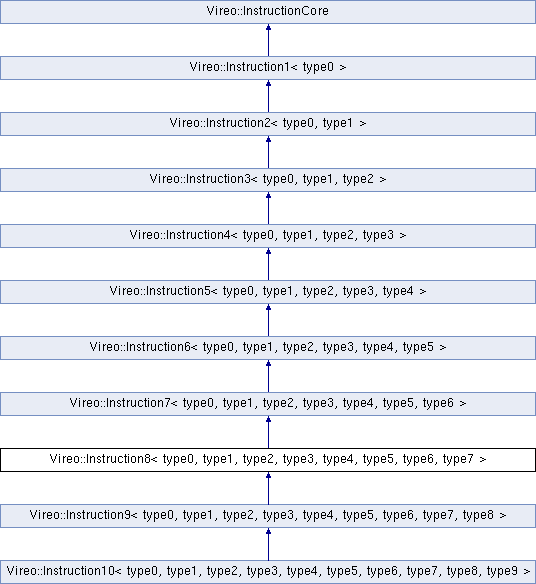 Vireo::InstructionCore
Vireo::Instruction1< type0 >
Vireo::Instruction2< type0, type1 >
Vireo::Instruction3< type0, type1, type2 >
Vireo::Instruction4< type0, type1, type2, type3 >
Vireo::Instruction5< type0, type1, type2, type3, type4 >
Vireo::Instruction6< type0, type1, type2, type3, type4, type5 >
Vireo::Instruction7< type0, type1, type2, type3, type4, type5, type6 >
Vireo::Instruction8< type0, type1, type2, type3, type4, type5, type6, type7 >
Vireo::Instruction9< type0, type1, type2, type3, type4, type5, type6, type7, type8 >
Vireo::Instruction10< type0, type1, type2, type3, type4, type5, type6, type7, type8, type9 >